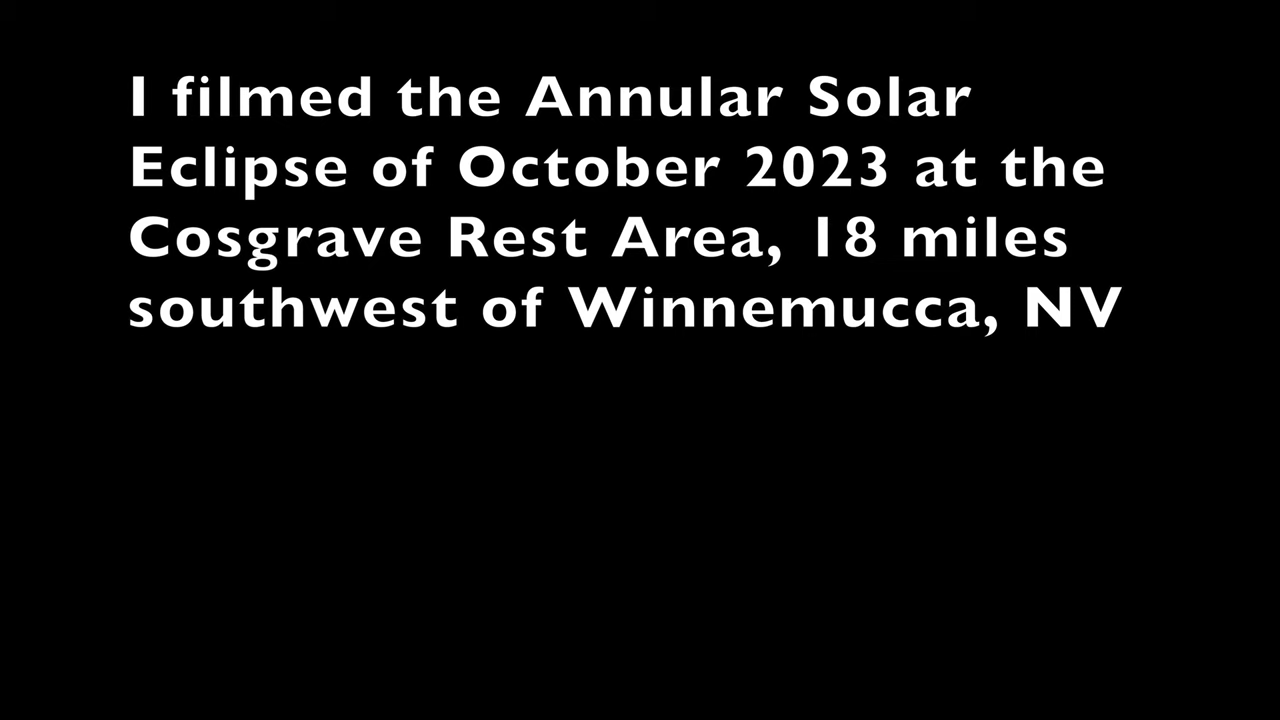 I filmed the Annular Solar
Eclipse of October 2023 at the
Cosgrave Rest Area, 18 miles
southwest of Winnemucca, NV